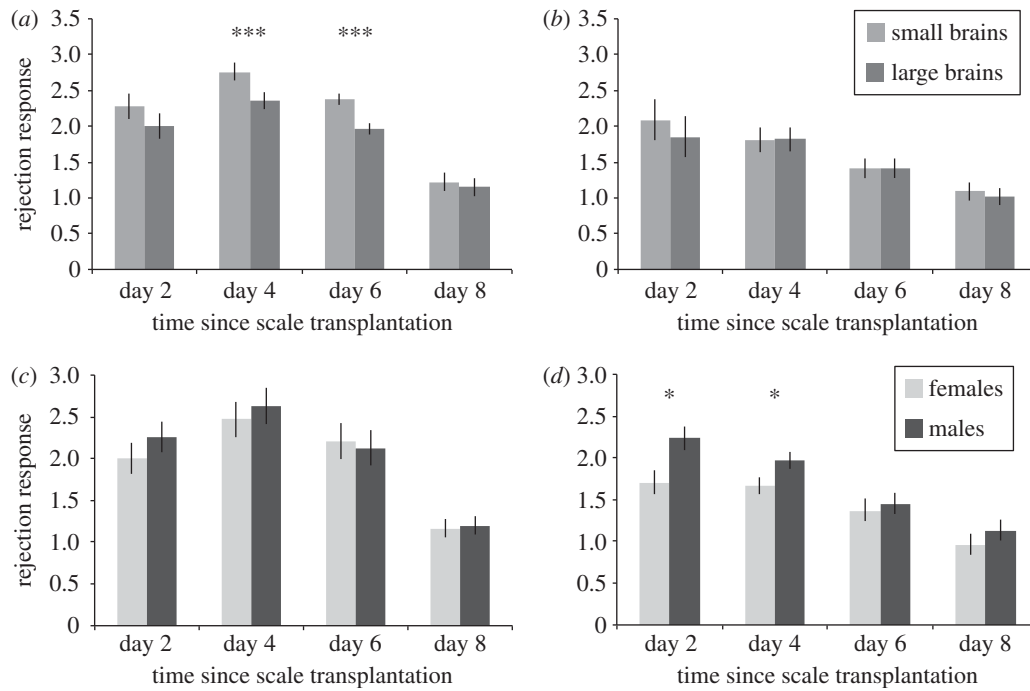 (a)
3.5
3.0
2.5
2.0
1.5
1.0
0.5
0
rejection response
*** ***
day 2 day 4 day 6 day 8
time since scale transplantation
(b)
3.5
3.0
2.5
2.0
1.5
1.0
0.5
0
small brains
large brains
day 2 day 4 day 6 day 8
time since scale transplantation
(c)
3.0
2.5
2.0
1.5
1.0
0.5
0
rejection response
day 2 day 4 day 6 day 8
time since scale transplantation
(d)
3.0
2.5
2.0
1.5
1.0
0.5
0
* *
females
males
day 2 day 4 day 6 day 8
time since scale transplantation